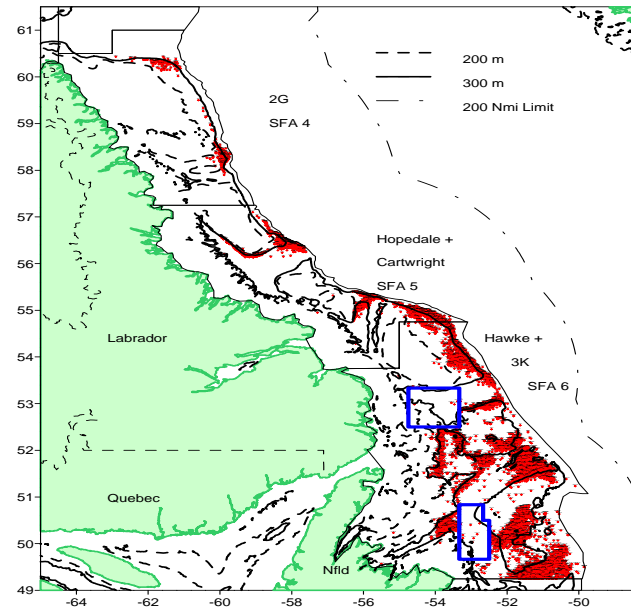 61
60
59
58
57
56
55
54
53
52
51
50
49
200 m
300 m
200 Nmi Limit
2G
SFA 4
Hopedale +
Cartwright
SFA 5
Hawke +
3K
SFA 6
Labrador
Quebec
Nfld
-64
-62
-60
-58
-56
-54
-52
-50